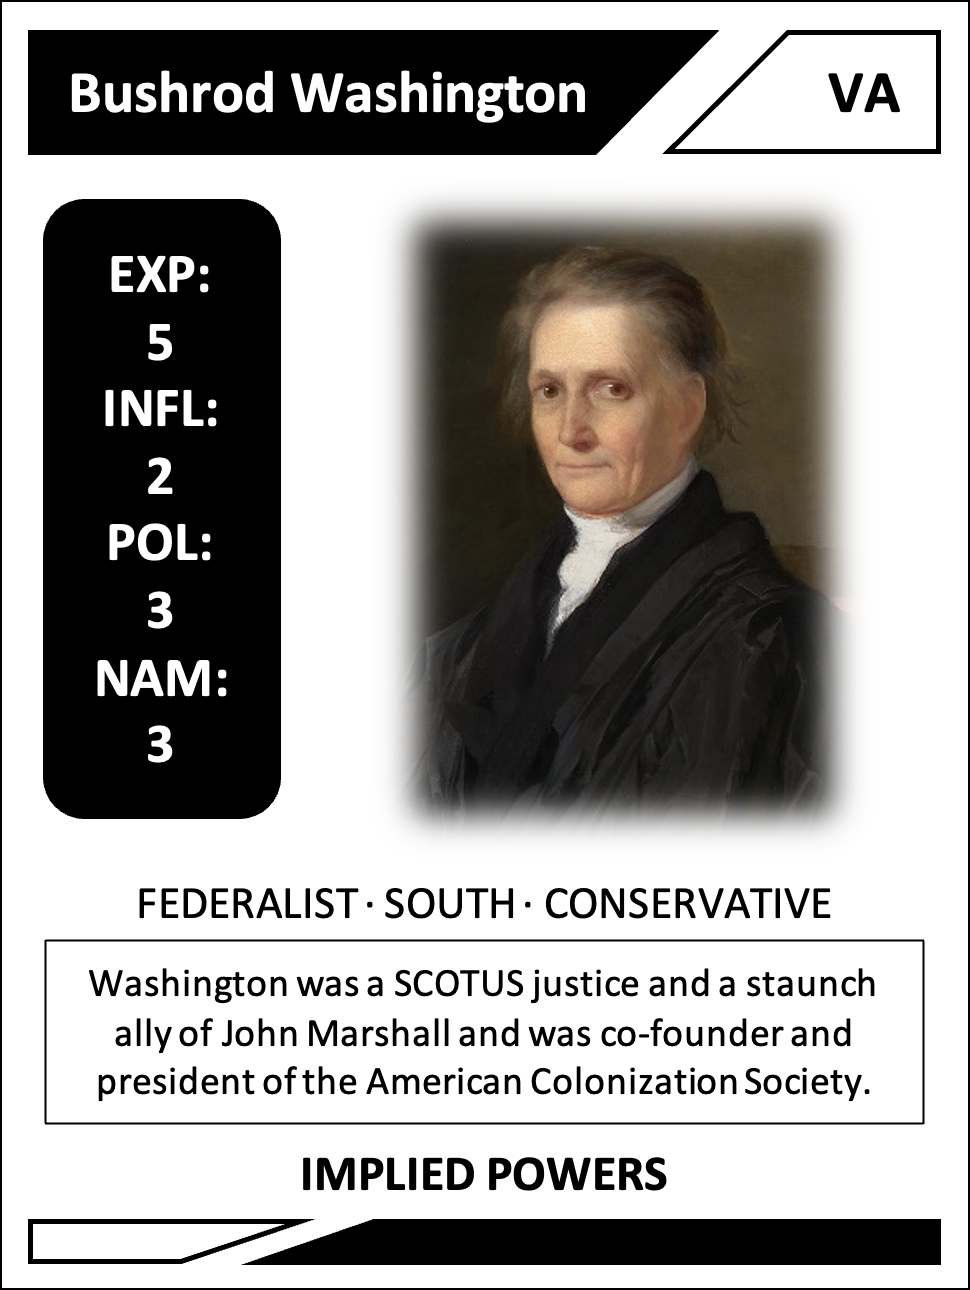 Bushrod Washington
VA
EXP:
5
INFL:
2
POL:
3
NAM:
3
FEDERALIST · SOUTH · CONSERVATIVE
Washington was a SCOTUS justice and a staunch
ally of John Marshall and was co-founder and
president of the American Colonization Society.
IMPLIED POWERS